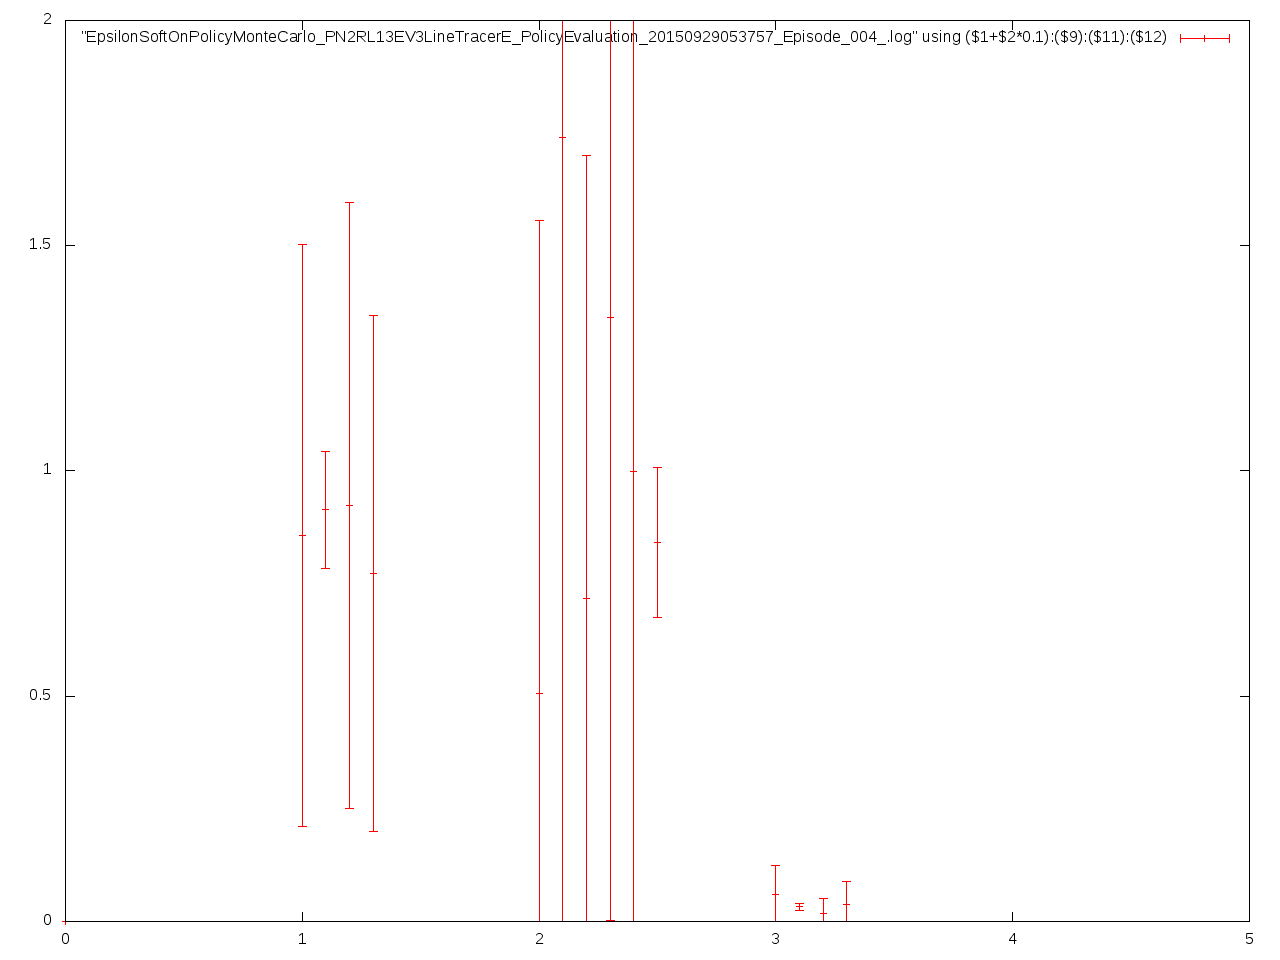 2
"EpsilonSoftOnPolicyMonteCarlo_PN2RL13EV3LineTracerE_PolicyEvaluation_20150929053757_Episode_004_.log" using ($1+$2*0.1):($9):($11):($12)
1.5
1
0.5
0
0 1 2 3 4 5